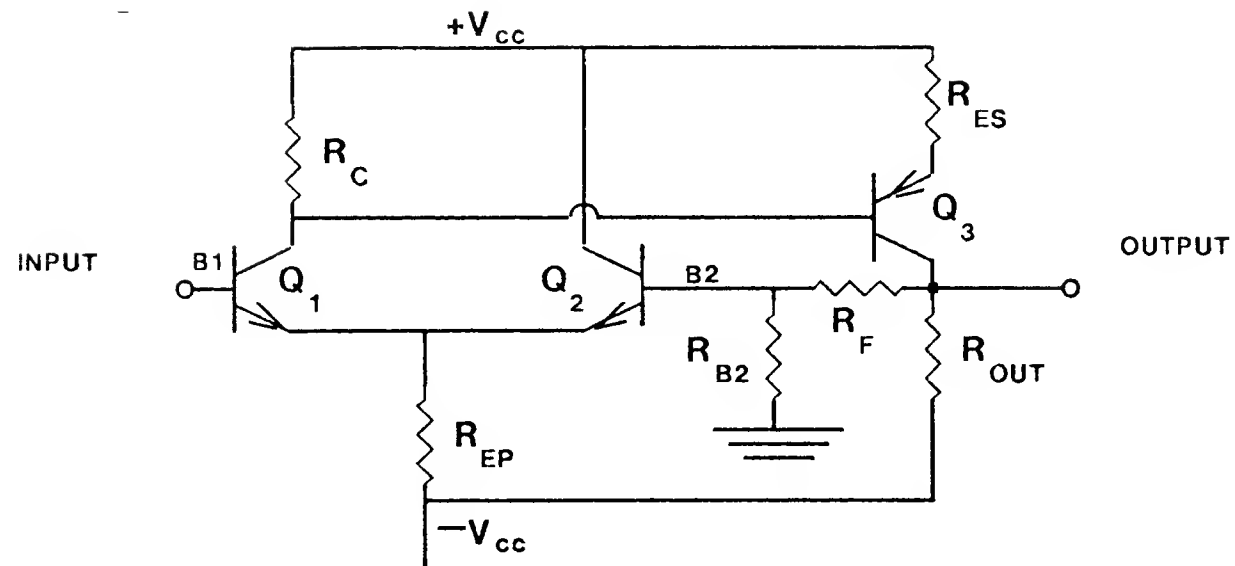 +Vcc
RES
RC
Q3
OUTPUT
INPUT
B1
Q1
Q2
B2
RF
RB2
ROUT
REP
—Vcc